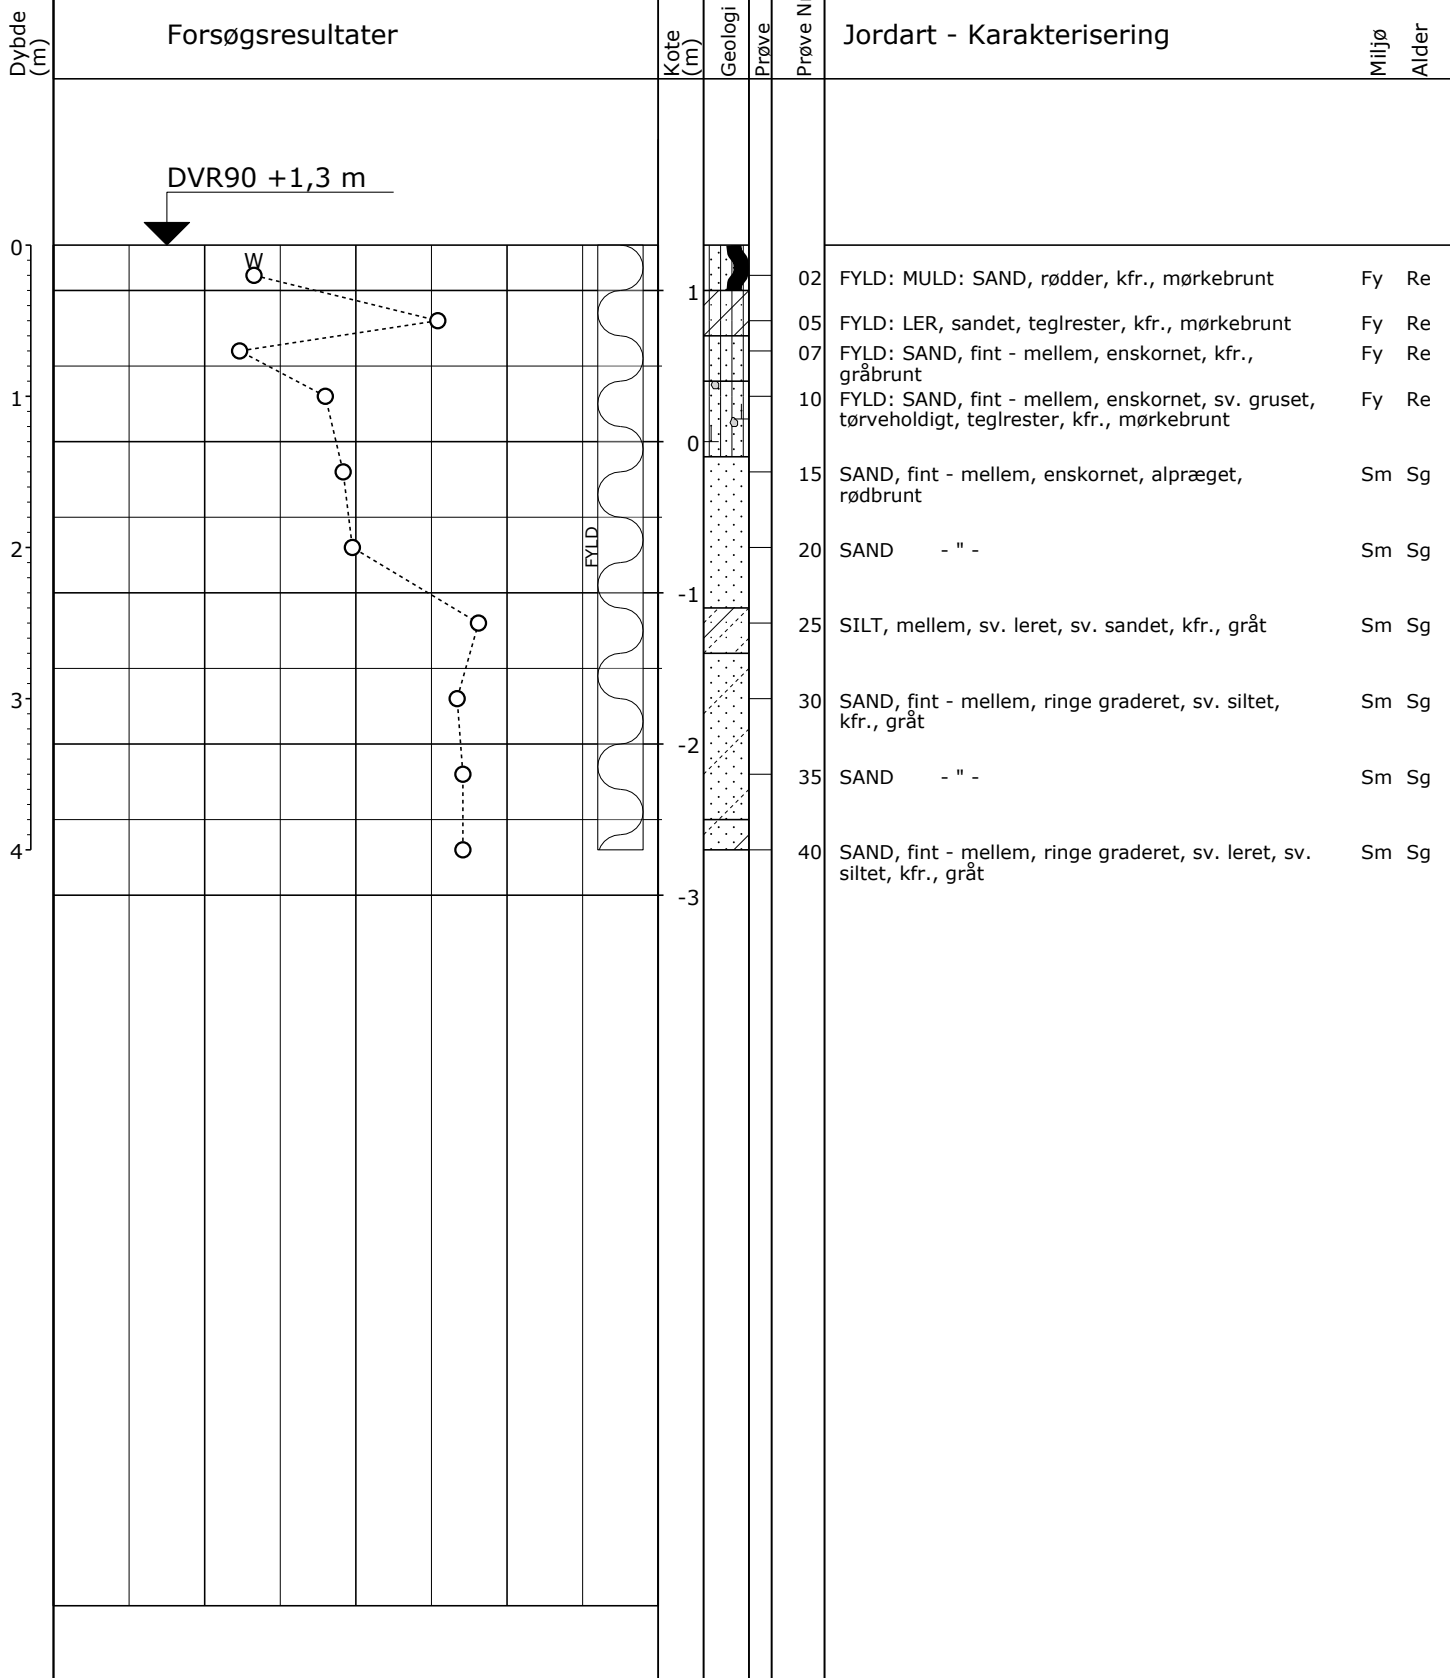 Dybde
(m)
Forsøgsresultater
Kote
(m)
Geologi
Prøve
Prøve Nr
Jordart - Karakterisering
Miljø
Alder
DVR90 +1,3 m
0
W
02 FYLD: MULD: SAND, rødder, kfr., mørkebrunt Fy Re
1
05 FYLD: LER, sandet, teglrester, kfr., mørkebrunt Fy Re
07 FYLD: SAND, fint - mellem, enskornet, kfr., Fy Re
gråbrunt
1
10 FYLD: SAND, fint - mellem, enskornet, sv. gruset, Fy Re
tørveholdigt, teglrester, kfr., mørkebrunt
0
15 SAND, fint - mellem, enskornet, alpræget, Sm Sg
rødbrunt
2
FYLD
20 SAND - " - Sm Sg
-1
25 SILT, mellem, sv. leret, sv. sandet, kfr., gråt Sm Sg
3
30 SAND, fint - mellem, ringe graderet, sv. siltet, Sm Sg
kfr., gråt
-2
35 SAND - " - Sm Sg
4
40 SAND, fint - mellem, ringe graderet, sv. leret, sv. Sm Sg
siltet, kfr., gråt
-3